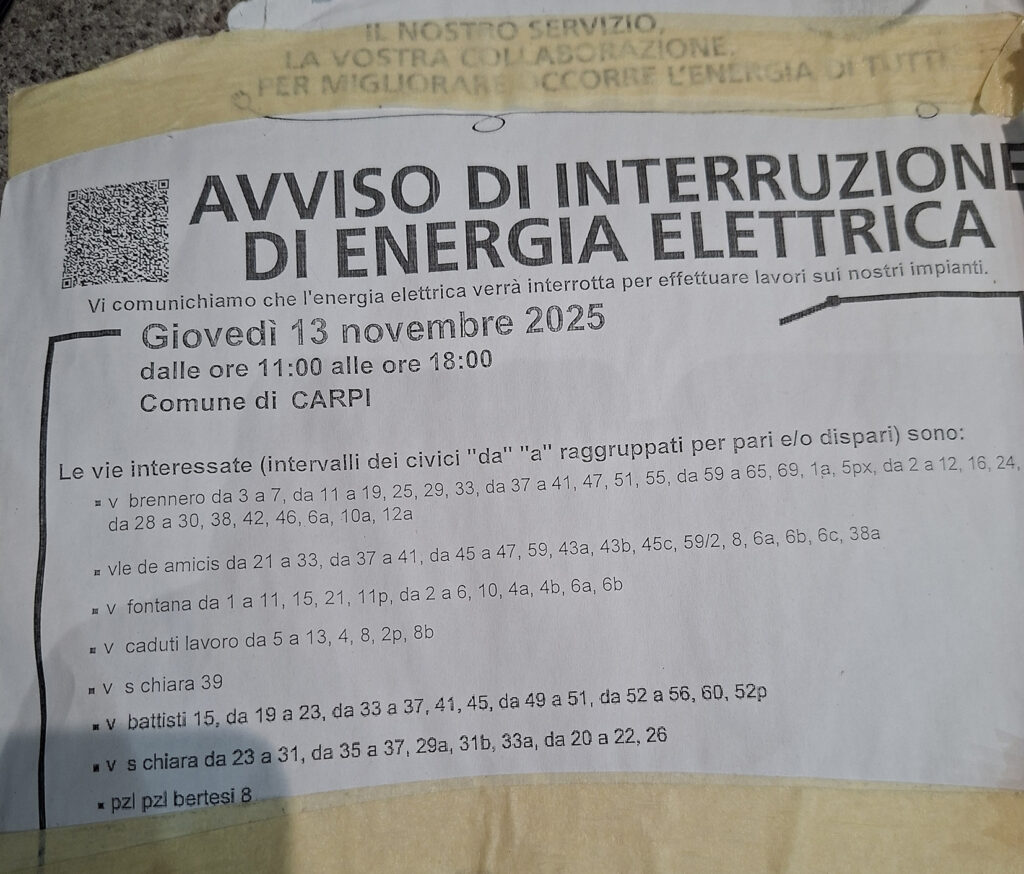 IL NOSTRO SERVIZIO,
LA VOSTRA COLLABORAZIONE.
PER MIGLIORARE OCCORRE L'ENERGIA DI TUTTI
AVVISO DI INTERRUZIONE
DI ENERGIA ELETTRICA
Vi comunichiamo che l'energia elettrica verrà interrotta per effettuare lavori sui nostri impianti.
Giovedì 13 novembre 2025
dalle ore 11:00 alle ore 18:00
Comune di CARPI
Le vie interessate (intervalli dei civici "da" "a" raggruppati per pari e/o dispari) sono:
▪ v brennero da 3 a 7, da 11 a 19, 25, 29, 33, da 37 a 41, 47, 51, 55, da 59 a 65, 69, 1a, 5px, da 2 a 12, 16, 24,
da 28 a 30, 38, 42, 46, 6a, 10a, 12a
▪ vle de amicis da 21 a 33, da 37 a 41, da 45 a 47, 59, 43a, 43b, 45c, 59/2, 8, 6a, 6b, 6c, 38a
▪ v fontana da 1 a 11, 15, 21, 11p, da 2 a 6, 10, 4a, 4b, 6a, 6b
▪ v caduti lavoro da 5 a 13, 4, 8, 2p, 8b
▪ v s chiara 39
▪ v battisti 15, da 19 a 23, da 33 a 37, 41, 45, da 49 a 51, da 52 a 56, 60, 52p
▪ v s chiara da 23 a 31, da 35 a 37, 29a, 31b, 33a, da 20 a 22, 26
▪ pzl pzl bertesi 8